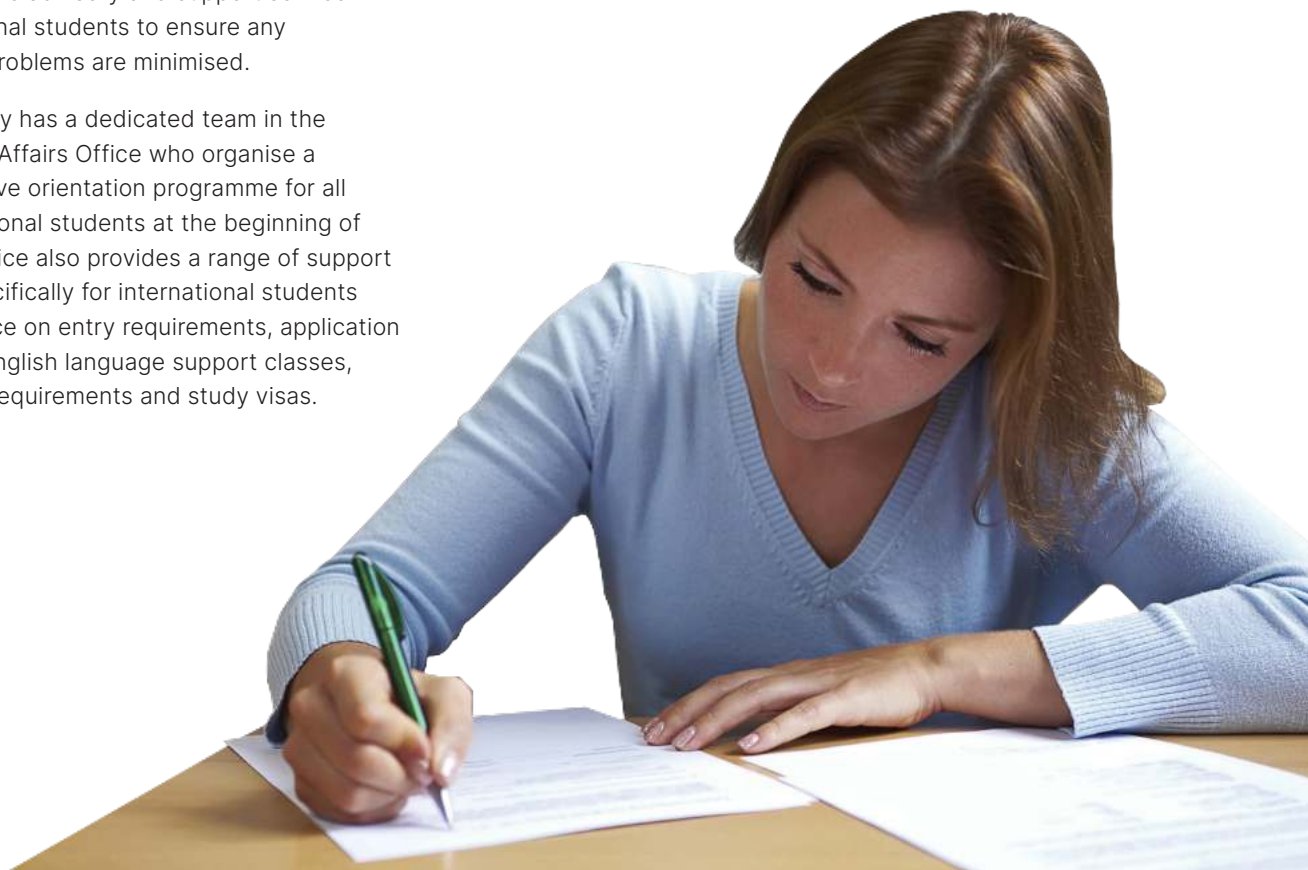 nal students to ensure any
roblems are minimised.
y has a dedicated team in the
Affairs Office who organise a
ve orientation programme for all
onal students at the beginning of
ice also provides a range of support
cifically for international students
ce on entry requirements, application
nglish language support classes,
equirements and study visas.